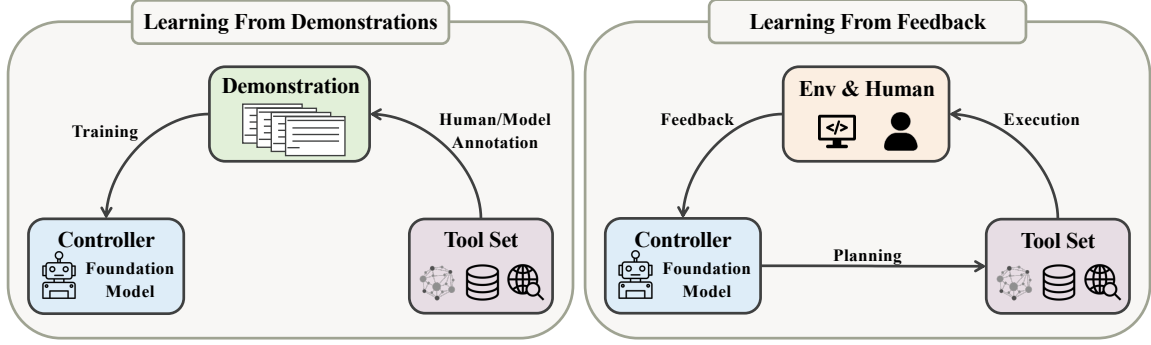 Learning From Demonstrations
Demonstration
Training
Human/Model
Annotation
Controller
Foundation
Model
Tool Set
Learning From Feedback
Env & Human
</>
Feedback
Execution
Controller
Foundation
Model
Planning
Tool Set